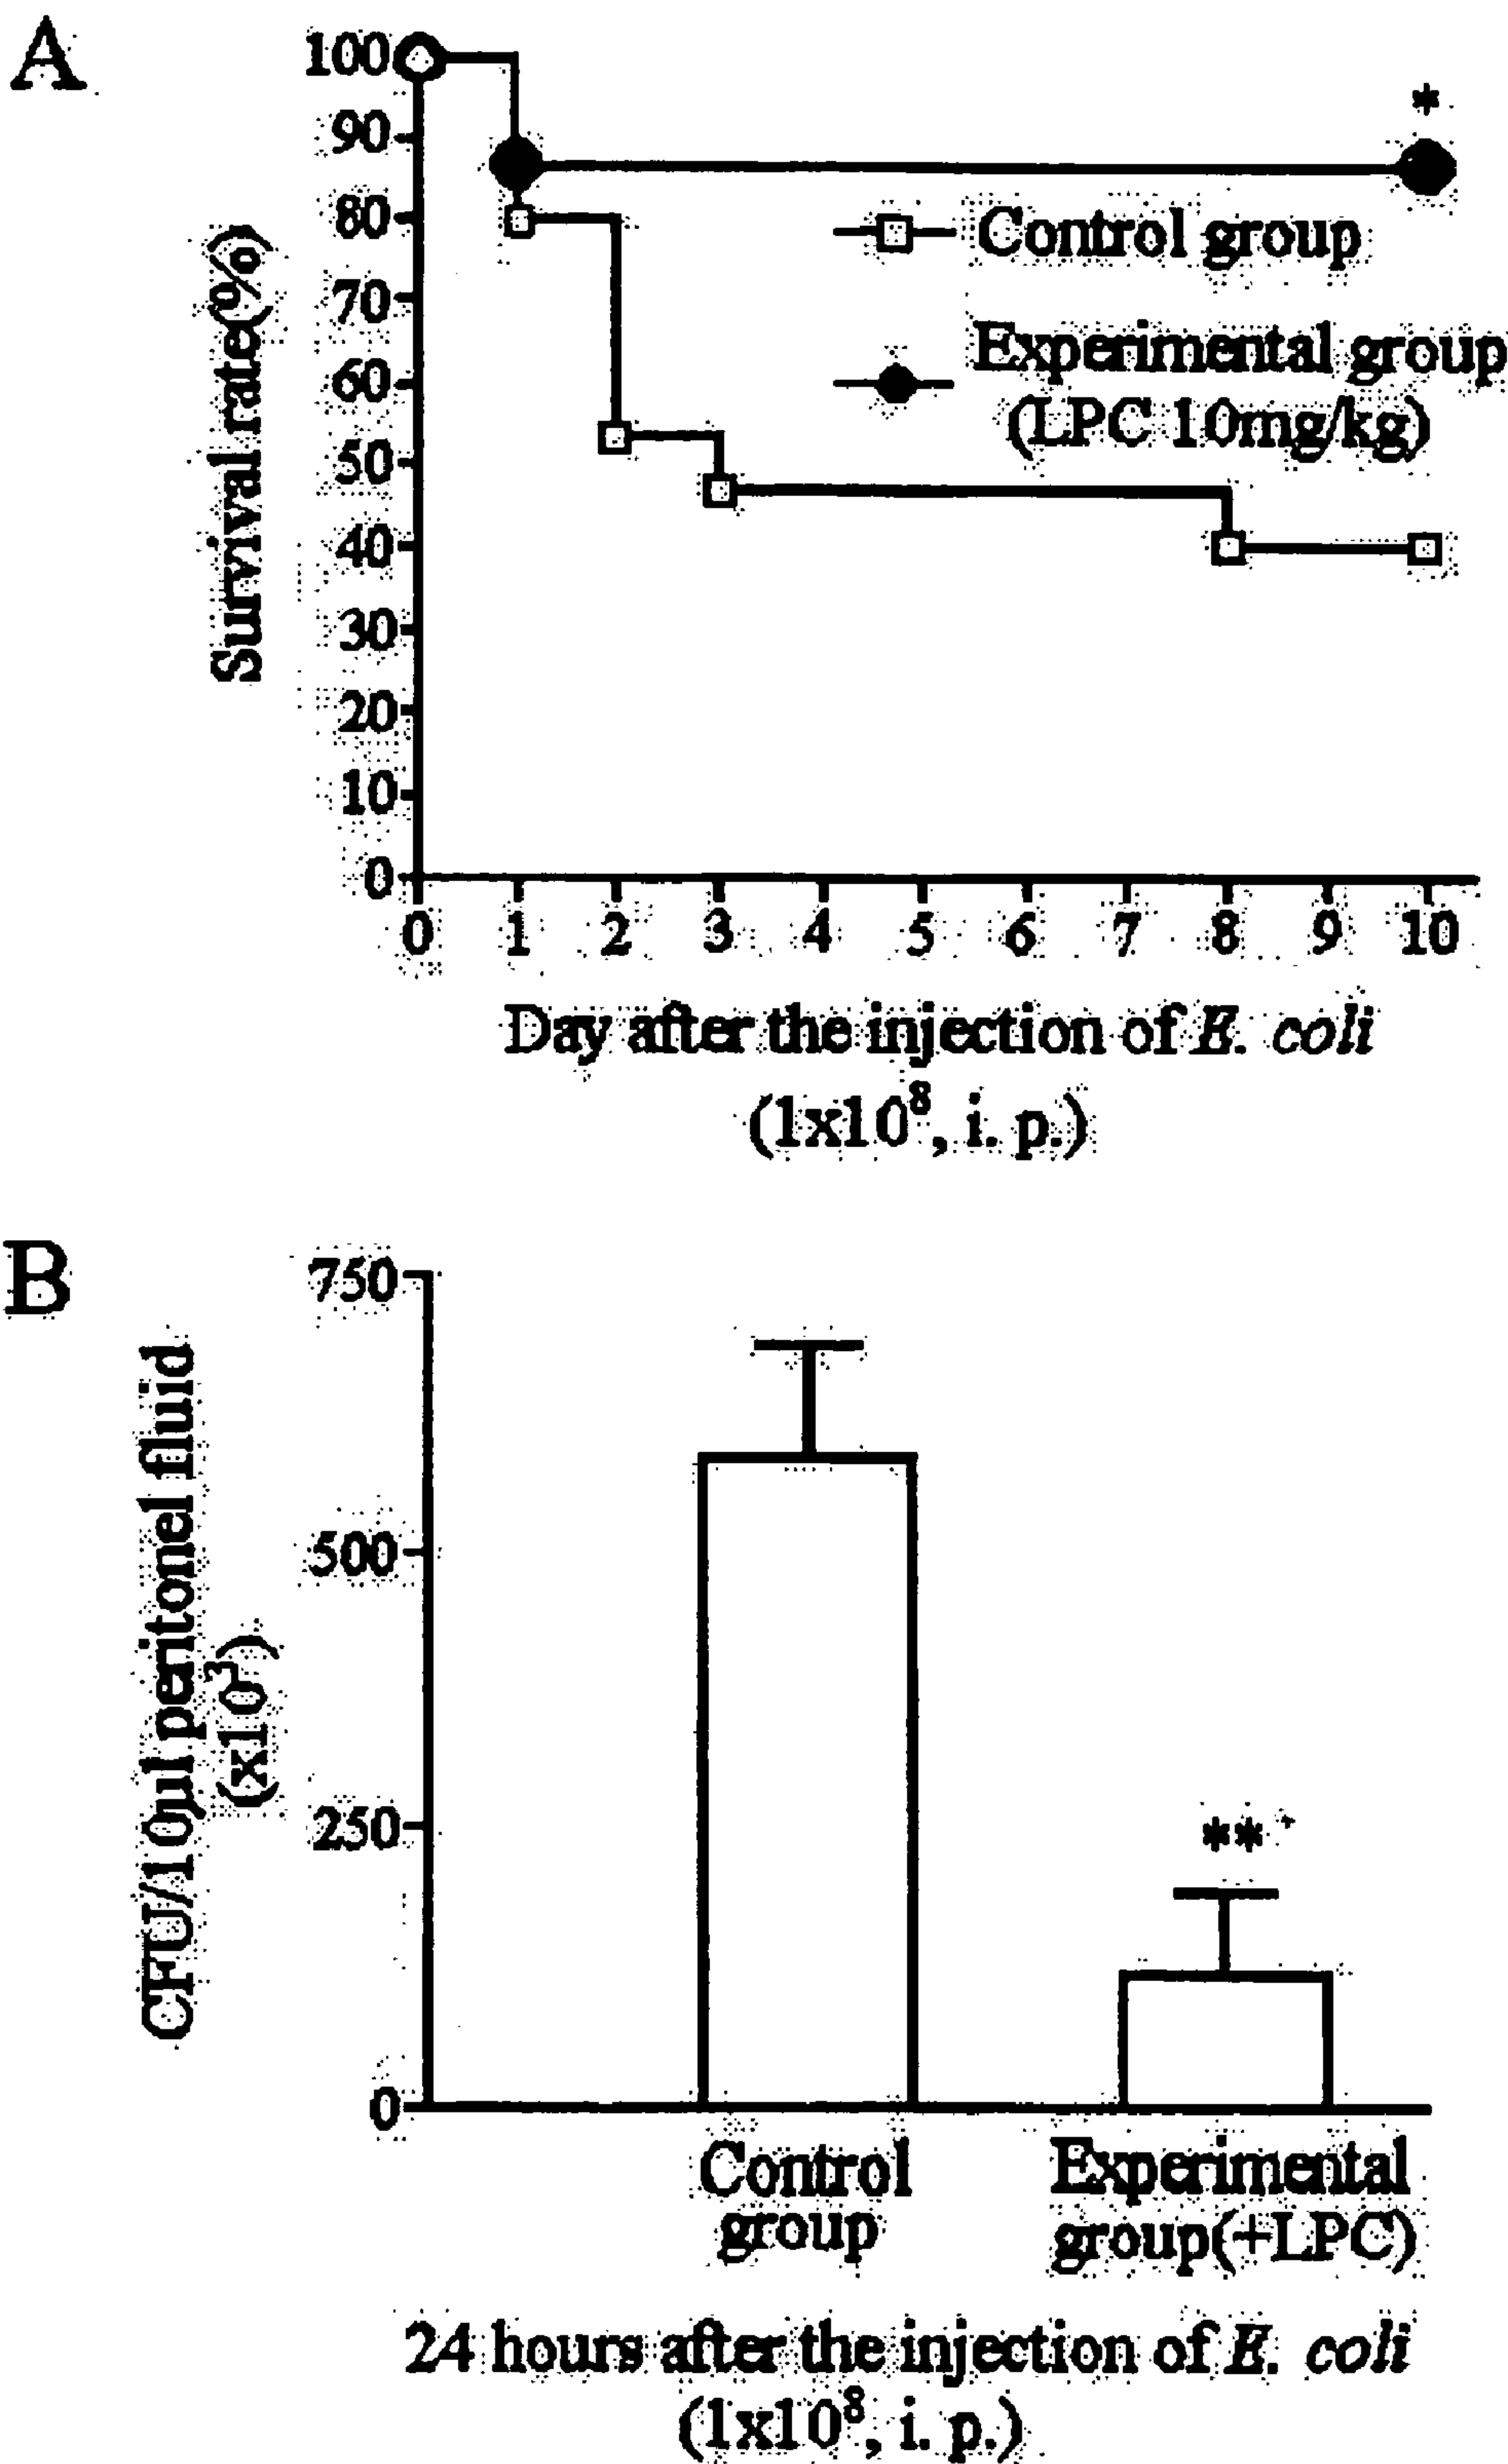 A
100
90
80
70
60
50
40
30
20
10
0
Survival rate(%)
*
Control group
Experimental group
(LPC 10mg/kg)
0 1 2 3 4 5 6 7 8 9 10
Day after the injection of E. coli
(1x10⁸, i. p.)
B
750
500
250
0
CFU/10μl peritonel fluid
(x10³)
**
Control
group
Experimental
group(+LPC)
24 hours after the injection of E. coli
(1x10⁸, i. p.)